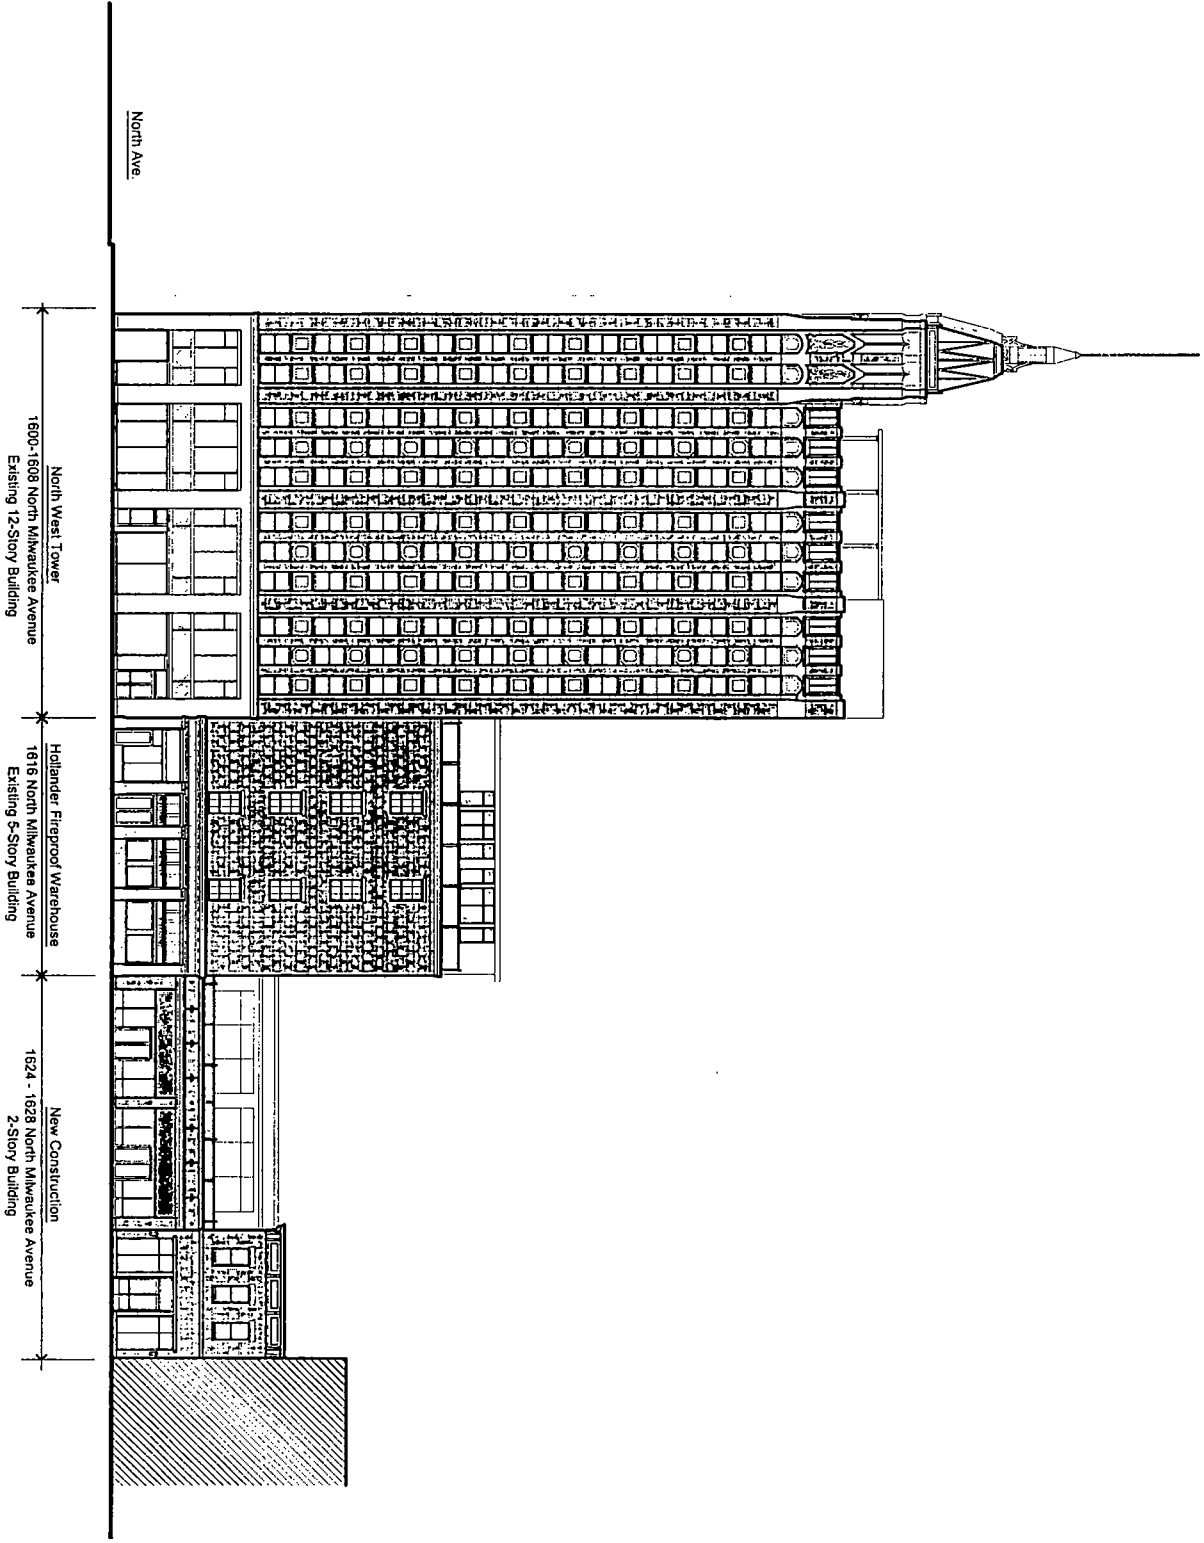 North Ave.
North West Tower
1600-1608 North Milwaukee Avenue
Existing 12-Story Building
Hollander Fireproof Warehouse
1616 North Milwaukee Avenue
Existing 5-Story Building
New Construction
1624 - 1628 North Milwaukee Avenue
2-Story Building